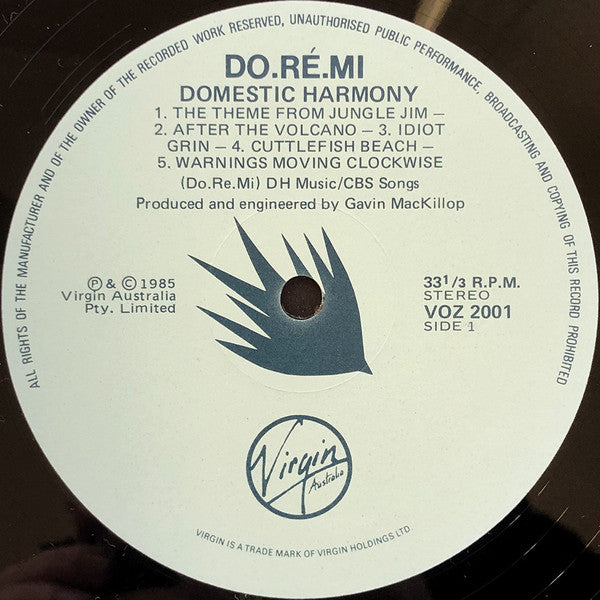 ALL RIGHTS OF THE MANUFACTURER AND OF THE OWNER OF THE RECORDED WORK RESERVED, UNAUTHORISED PUBLIC PERFORMANCE, BROADCASTING AND COPYING OF THIS RECORD PROHIBITED
DO.RÉ.MI
DOMESTIC HARMONY
1. THE THEME FROM JUNGLE JIM –
2. AFTER THE VOLCANO – 3. IDIOT
GRIN – 4. CUTTLEFISH BEACH –
5. WARNINGS MOVING CLOCKWISE
(Do.Re.Mi) DH Music/CBS Songs
Produced and engineered by Gavin MacKillop
Ⓟ & © 1985
Virgin Australia
Pty. Limited
33 1/3 R.P.M.
STEREO
VOZ 2001
SIDE 1
Virgin
Australia
VIRGIN IS A TRADE MARK OF VIRGIN HOLDINGS LTD